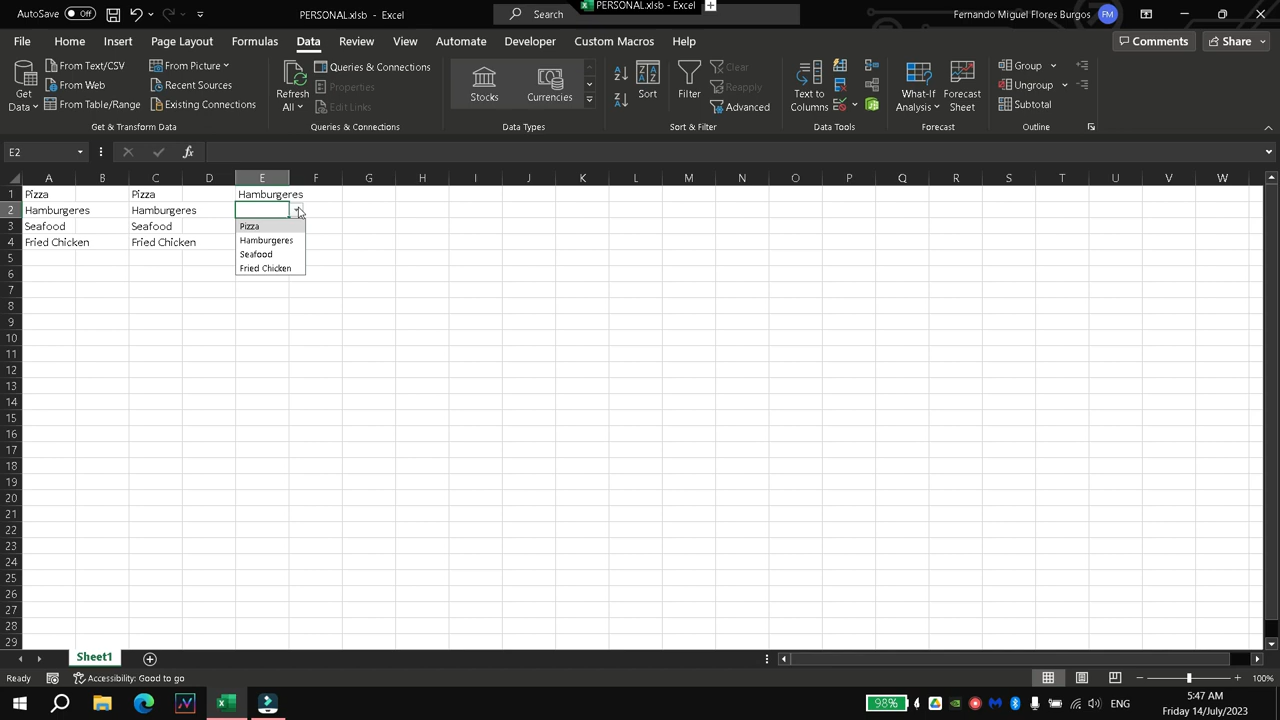 AutoSave Off PERSONAL.xlsb - Excel PERSONAL.xlsb - Excel Search Fernando Miguel Flores Burgos FM
File Home Insert Page Layout Formulas Data Review View Automate Developer Custom Macros Help Comments Share
Get Data
From Text/CSV
From Web
From Table/Range
From Picture
Recent Sources
Existing Connections
Get & Transform Data
Refresh All
Queries & Connections
Properties
Edit Links
Queries & Connections
Stocks Currencies
Data Types
Sort
Filter
Clear
Reapply
Advanced
Sort & Filter
Text to Columns
Data Tools
What-If Analysis
Forecast Sheet
Forecast
Group
Ungroup
Subtotal
Outline
E2 fx
A B C D E F G H I J K L M N O P Q R S T U V W
1 Pizza Pizza Hamburgeres
2 Hamburgeres Hamburgeres
3 Seafood Seafood Pizza
4 Fried Chicken Fried Chicken Hamburgeres
Seafood
Fried Chicken
5
6
7
8
9
10
11
12
13
14
15
16
17
18
19
20
21
22
23
24
25
26
27
28
29
Sheet1
Ready Accessibility: Good to go 100%
98% ENG 5:47 AM
Friday 14/July/2023